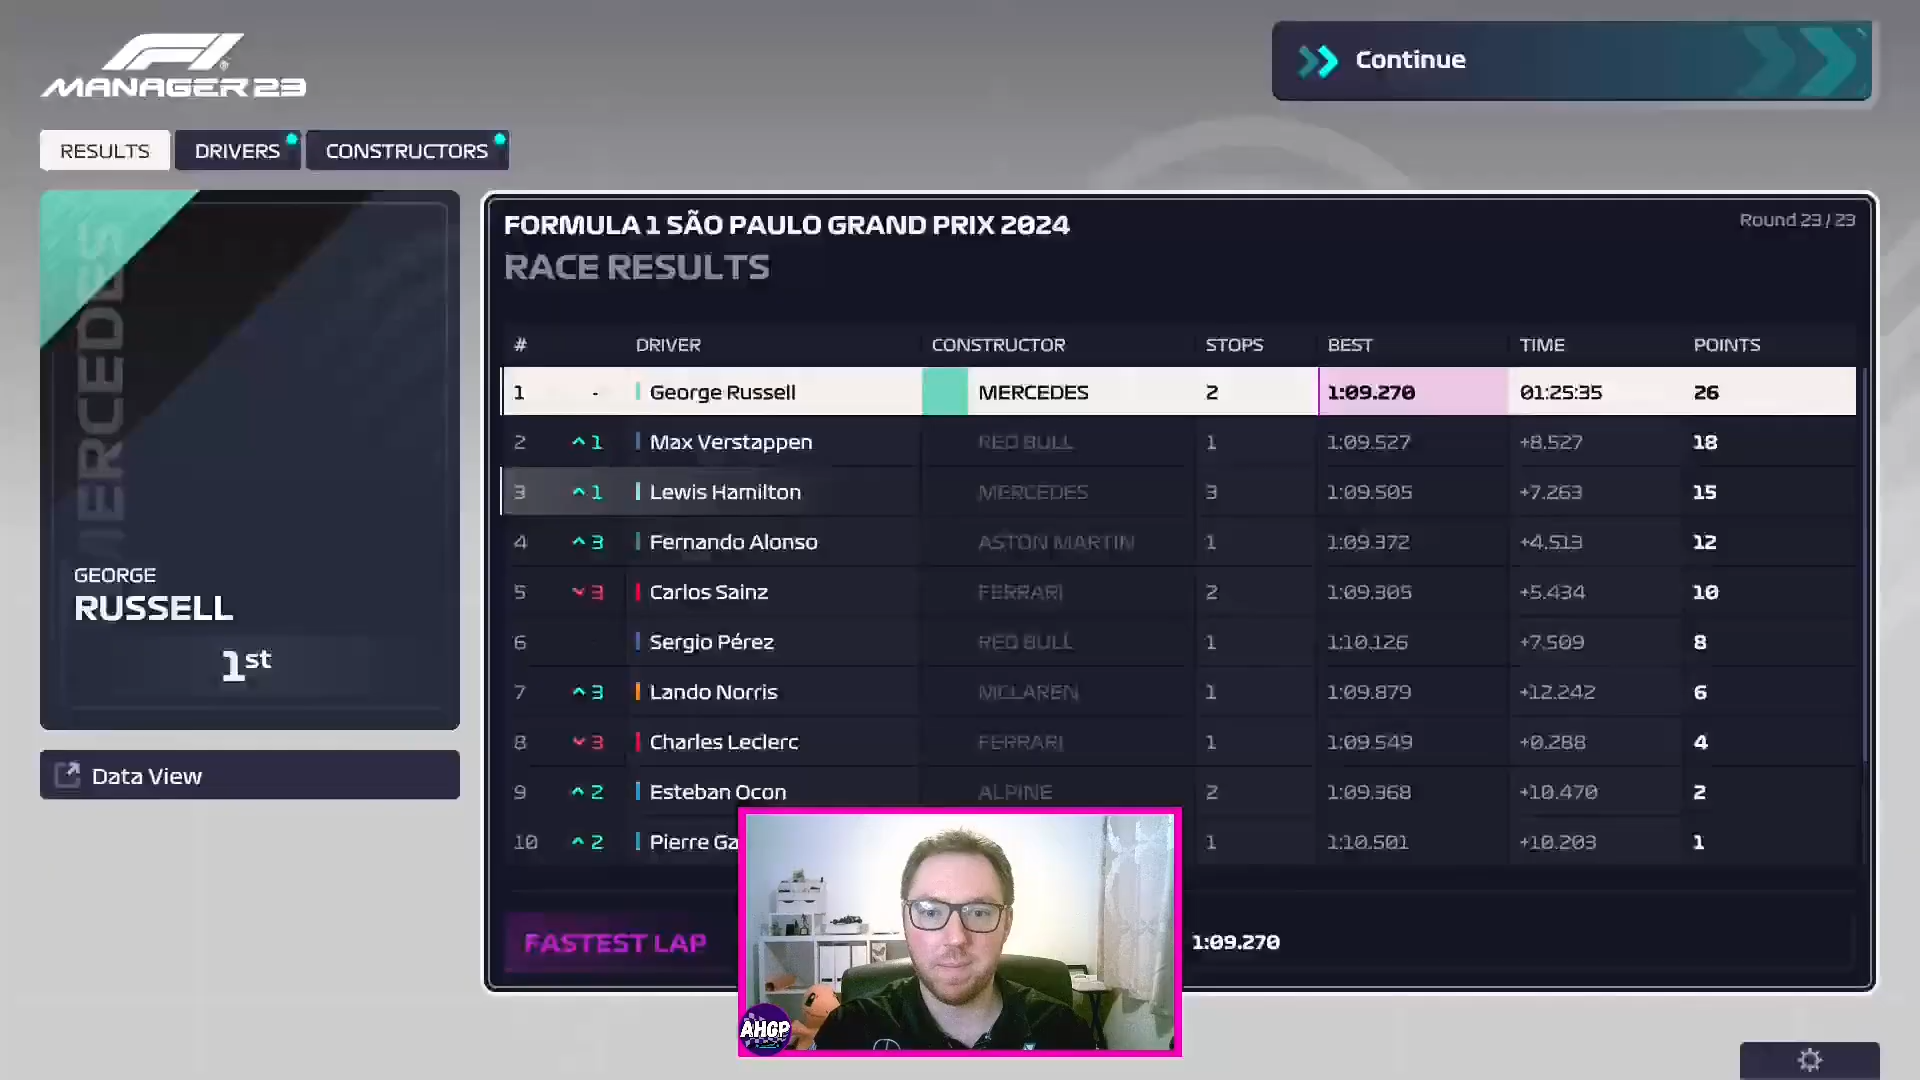 F1
MANAGER 23
Continue
RESULTS DRIVERS CONSTRUCTORS
MERCEDES
GEORGE
RUSSELL
1st
Data View
FORMULA 1 SÃO PAULO GRAND PRIX 2024
Round 23 / 23
RACE RESULTS
# DRIVER CONSTRUCTOR STOPS BEST TIME POINTS
1 - George Russell MERCEDES 2 1:09.270 01:25:35 26
2 1 Max Verstappen RED BULL 1 1:09.527 +8.527 18
3 1 Lewis Hamilton MERCEDES 3 1:09.505 +7.263 15
4 3 Fernando Alonso ASTON MARTIN 1 1:09.372 +4.513 12
5 3 Carlos Sainz FERRARI 2 1:09.305 +5.434 10
6 Sergio Pérez RED BULL 1 1:10.126 +7.509 8
7 3 Lando Norris MCLAREN 1 1:09.879 +12.242 6
8 3 Charles Leclerc FERRARI 1 1:09.549 +0.288 4
9 2 Esteban Ocon ALPINE 2 1:09.368 +10.470 2
10 2 Pierre Ga 1 1:10.501 +10.203 1
FASTEST LAP 1:09.270
AHGP